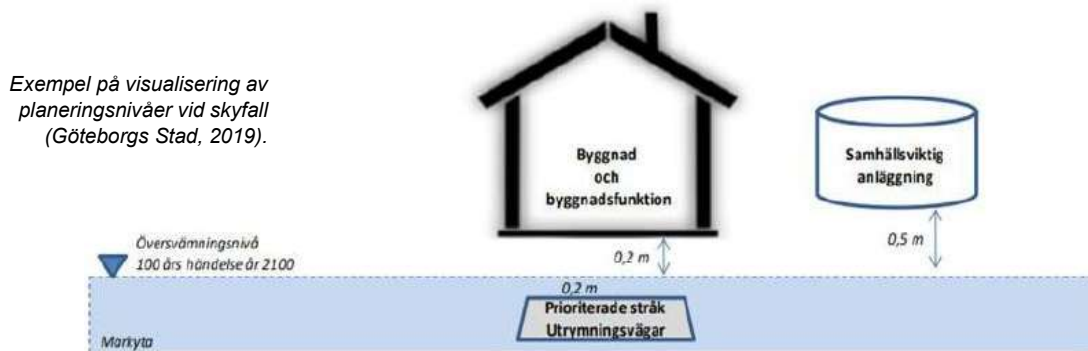 Exempel på visualisering av
planeringsnivåer vid skyfall
(Göteborgs Stad, 2019).
Byggnad
och
byggnadsfunktion
Samhällsviktig
anläggning
Översvämningsnivå
100 års händelse år 2100
0,2 m
0,5 m
0,2 m
Prioriterade stråk
Utrymningsvägar
Markyta